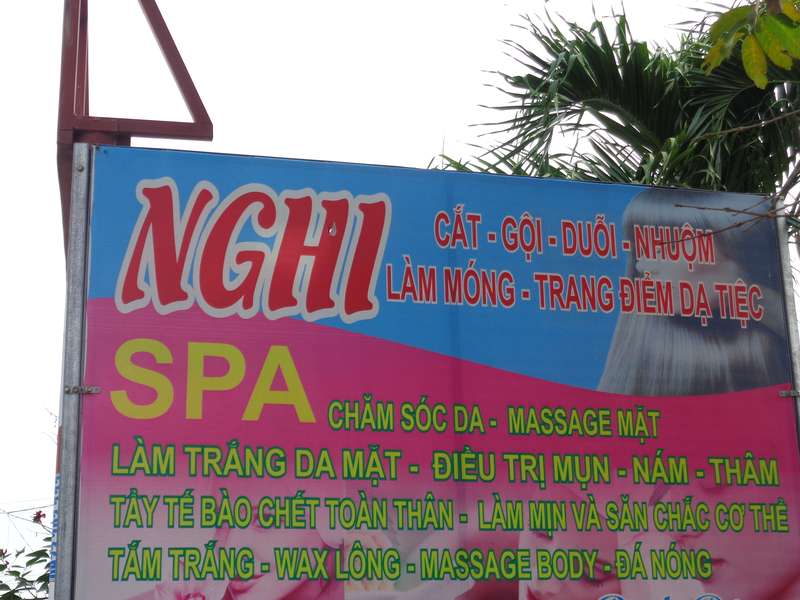 NGHI
CẮT - GỘI - DUỖI - NHUỘM
LÀM MÓNG - TRANG ĐIỂM DẠ TIỆC
SPA
CHĂM SÓC DA - MASSAGE MẶT
LÀM TRẮNG DA MẶT - ĐIỀU TRỊ MỤN - NÁM - THÂM
TẨY TẾ BÀO CHẾT TOÀN THÂN - LÀM MỊN VÀ SĂN CHẮC CƠ THỂ
TẮM TRẮNG - WAX LÔNG - MASSAGE BODY - ĐÁ NÓNG